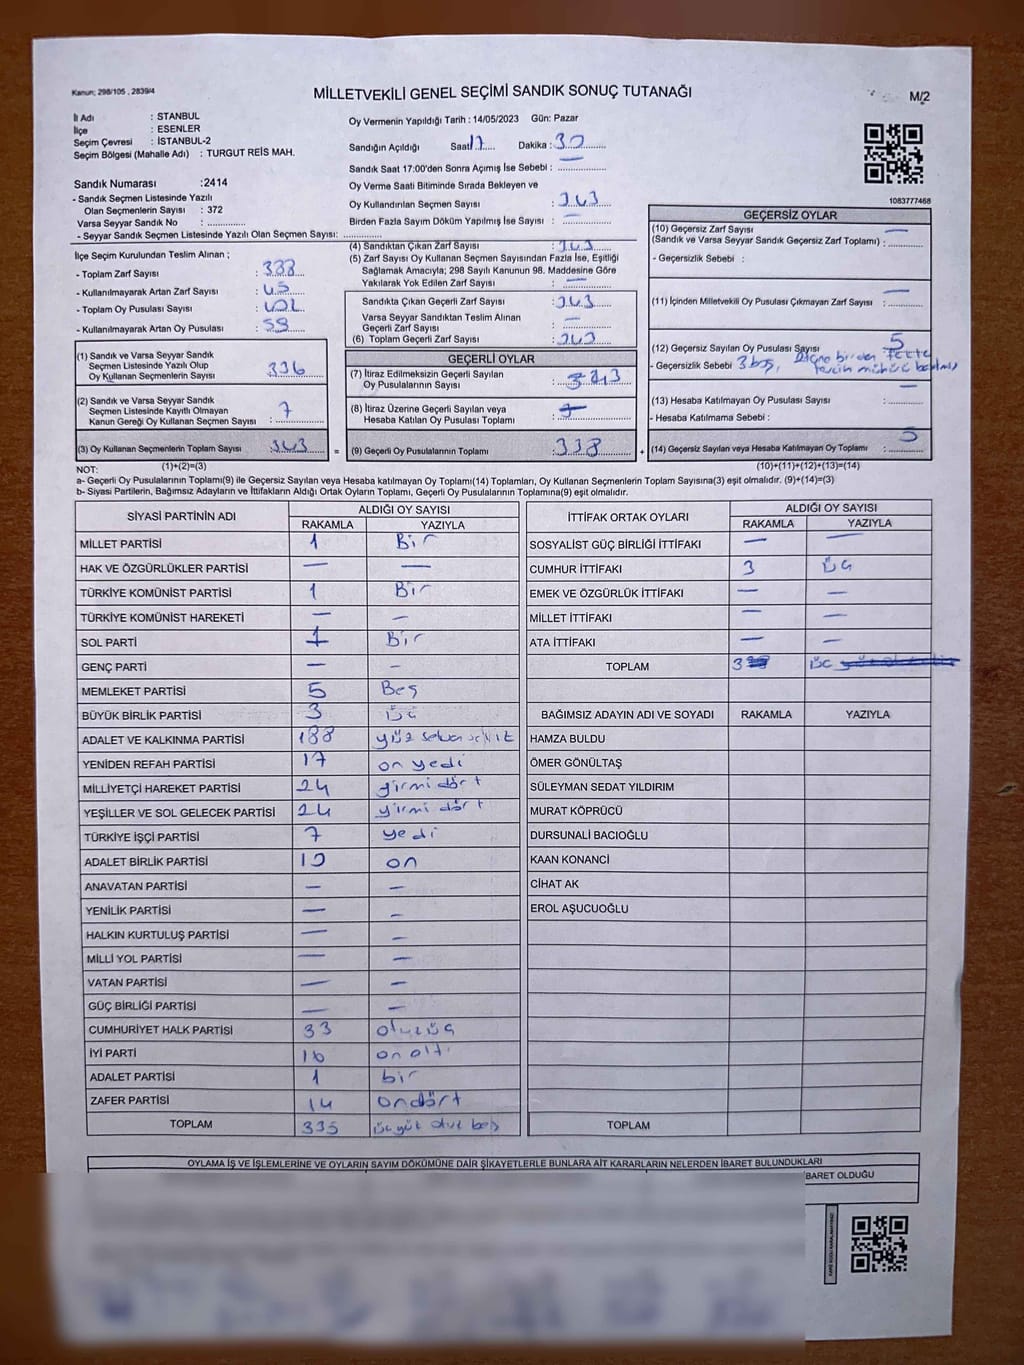 Kanun; 298/105 , 2839/4
MİLLETVEKİLİ GENEL SEÇİMİ SANDIK SONUÇ TUTANAĞI
M/2
İl Adı : STANBUL
İlçe : ESENLER
Seçim Çevresi : İSTANBUL-2
Seçim Bölgesi (Mahalle Adı) : TURGUT REİS MAH.
Sandık Numarası :2414
- Sandık Seçmen Listesinde Yazılı
Olan Seçmenlerin Sayısı : 372
Varsa Seyyar Sandık No : ............
- Seyyar Sandık Seçmen Listesinde Yazılı Olan Seçmen Sayısı: ............
Oy Vermenin Yapıldığı Tarih : 14/05/2023 Gün: Pazar
Sandığın Açıldığı Saat 17 Dakika : 30
Sandık Saat 17:00'den Sonra Açımış İse Sebebi : —
Oy Verme Saati Bitiminde Sırada Bekleyen ve
Oy Kullandırılan Seçmen Sayısı : 343
Birden Fazla Sayım Döküm Yapılmış İse Sayısı : —
1083777468
İlçe Seçim Kurulundan Teslim Alınan ;
- Toplam Zarf Sayısı : 388
- Kullanılmayarak Artan Zarf Sayısı : 45
- Toplam Oy Pusulası Sayısı :
- Kullanılmayarak Artan Oy Pusulası :
(1) Sandık ve Varsa Seyyar Sandık
Seçmen Listesinde Yazılı Olup
Oy Kullanan Seçmenlerin Sayısı : 336
(2) Sandık ve Varsa Seyyar Sandık
Seçmen Listesinde Kayıtlı Olmayan
Kanun Gereği Oy Kullanan Seçmen Sayısı : 7
(3) Oy Kullanan Seçmenlerin Toplam Sayısı : 343 =
(4) Sandıktan Çıkan Zarf Sayısı : 343
(5) Zarf Sayısı Oy Kullanan Seçmen Sayısından Fazla İse, Eşitliği
Sağlamak Amacıyla; 298 Sayılı Kanunun 98. Maddesine Göre
Yakılarak Yok Edilen Zarf Sayısı : —
Sandıkta Çıkan Geçerli Zarf Sayısı : 343
Varsa Seyyar Sandıktan Teslim Alınan
Geçerli Zarf Sayısı : —
(6) Toplam Geçerli Zarf Sayısı : 343
GEÇERLİ OYLAR
(7) İtiraz Edilmeksizin Geçerli Sayılan
Oy Pusulalarının Sayısı :
(8) İtiraz Üzerine Geçerli Sayılan veya
Hesaba Katılan Oy Pusulası Sayısı :
(9) Geçerli Oy Pusulalarının Toplamı : 338 +
GEÇERSİZ OYLAR
(10) Geçersiz Zarf Sayısı —
(Sandık ve Varsa Seyyar Sandık Geçersiz Zarf Toplamı) : ............
- Geçersizlik Sebebi :
(11) İçinden Milletvekili Oy Pusulası Çıkmayan Zarf Sayısı : —
(12) Geçersiz Sayılan Oy Pusulası Sayısı 5
- Geçersizlik Sebebi 3 boş, birden
mühür
(13) Hesaba Katılmayan Oy Pusulası Sayısı : —
- Hesaba Katılmama Sebebi :
(14) Geçersiz Sayılan veya Hesaba Katılmayan Oy Toplamı : 5
NOT: (1)+(2)=(3) (10)+(11)+(12)+(13)=(14)
a- Geçerli Oy Pusulalarının Toplamı(9) ile Geçersiz Sayılan veya Hesaba katılmayan Oy Toplamı(14) Toplamları, Oy Kullanan Seçmenlerin Toplam Sayısına(3) eşit olmalıdır. (9)+(14)=(3)
b- Siyasi Partilerin, Bağımsız Adayların ve İttifakların Aldığı Ortak Oyların Toplamı, Geçerli Oy Pusulalarının Toplamına(9) eşit olmalıdır.
SİYASİ PARTİNİN ADI ALDIĞI OY SAYISI
RAKAMLA YAZIYLA
MİLLET PARTİSİ 1 Bir
HAK VE ÖZGÜRLÜKLER PARTİSİ — —
TÜRKİYE KOMÜNİST PARTİSİ 1 Bir
TÜRKİYE KOMÜNİST HAREKETİ — —
SOL PARTİ 1 Bir
GENÇ PARTİ — —
MEMLEKET PARTİSİ 5 Beş
BÜYÜK BİRLİK PARTİSİ 3 üç
ADALET VE KALKINMA PARTİSİ 188 yüz seksen sekiz
YENİDEN REFAH PARTİSİ 17 on yedi
MİLLİYETÇİ HAREKET PARTİSİ 24 yirmi dört
YEŞİLLER VE SOL GELECEK PARTİSİ 24 yirmi dört
TÜRKİYE İŞÇİ PARTİSİ 7 yedi
ADALET BİRLİK PARTİSİ 10 on
ANAVATAN PARTİSİ — —
YENİLİK PARTİSİ — —
HALKIN KURTULUŞ PARTİSİ — —
MİLLİ YOL PARTİSİ — —
VATAN PARTİSİ — —
GÜÇ BİRLİĞİ PARTİSİ — —
CUMHURİYET HALK PARTİSİ 33 otuzüç
İYİ PARTİ 16 on altı
ADALET PARTİSİ 1 bir
ZAFER PARTİSİ 14 ondört
TOPLAM 335 üçyüz otuz beş
İTTİFAK ORTAK OYLARI ALDIĞI OY SAYISI
RAKAMLA YAZIYLA
SOSYALİST GÜÇ BİRLİĞİ İTTİFAKI — —
CUMHUR İTTİFAKI 3 üç
EMEK VE ÖZGÜRLÜK İTTİFAKI — —
MİLLET İTTİFAKI — —
ATA İTTİFAKI — —
TOPLAM 3 üç
BAĞIMSIZ ADAYIN ADI VE SOYADI RAKAMLA YAZIYLA
HAMZA BULDU
ÖMER GÖNÜLTAŞ
SÜLEYMAN SEDAT YILDIRIM
MURAT KÖPRÜCÜ
DURSUNALİ BACIOĞLU
KAAN KONANCİ
CİHAT AK
EROL AŞUCUOĞLU
TOPLAM
OYLAMA İŞ VE İŞLEMLERİNE VE OYLARIN SAYIM DÖKÜMÜNE DAİR ŞİKAYETLERLE BUNLARA AİT KARARLARIN NELERDEN İBARET BULUNDUKLARI
İBARET OLDUĞU